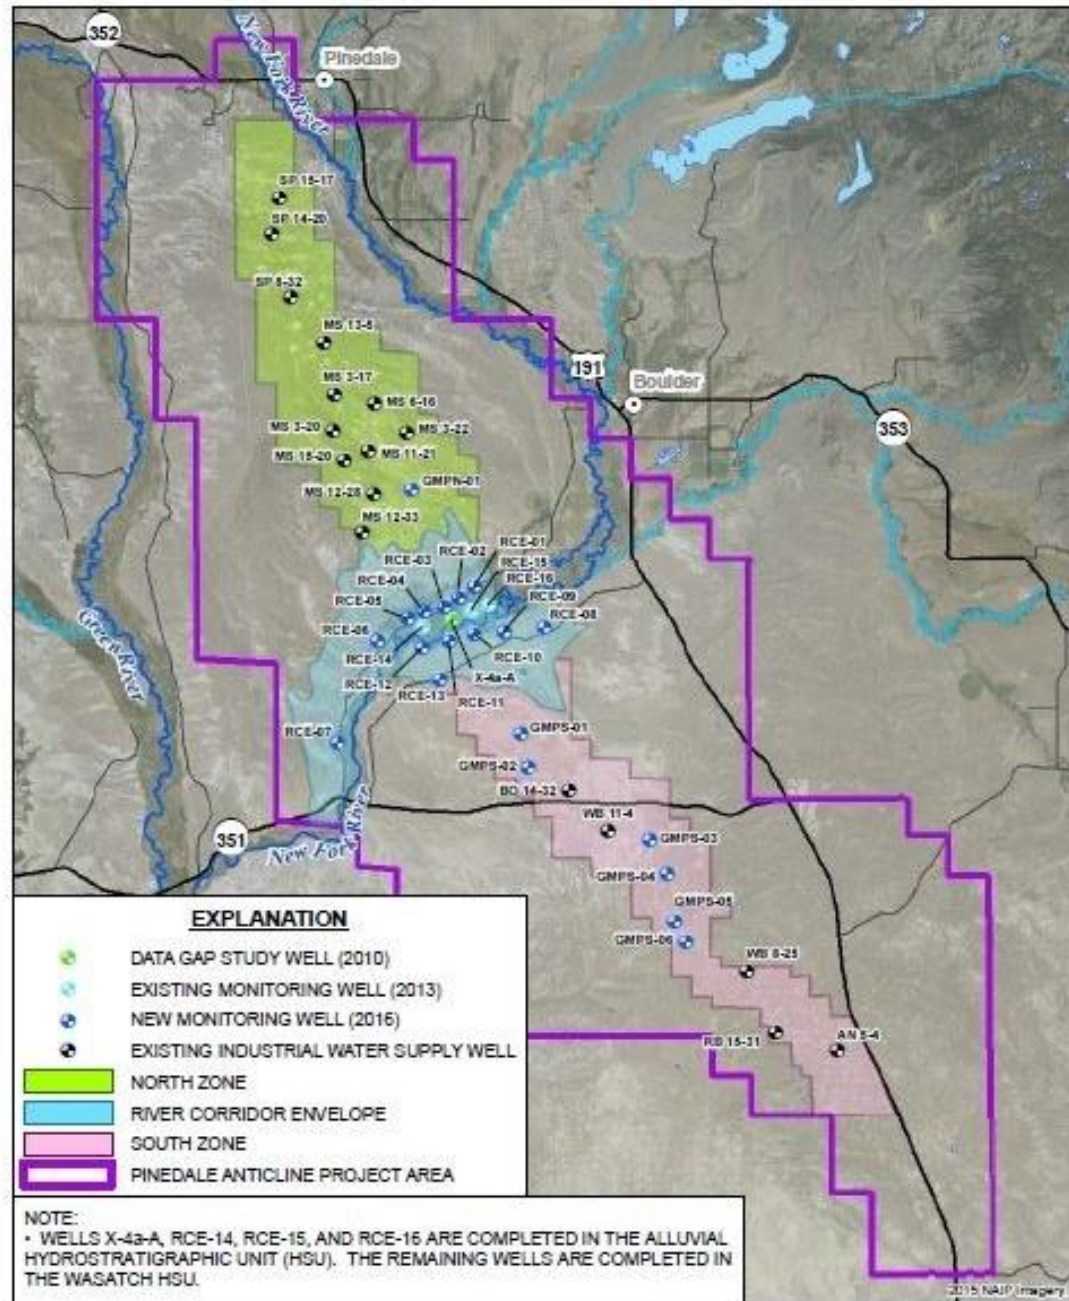 352
New Fork River
Pinedale
SP 15-17
SP 14-20
SP 8-32
MS 13-5
191
MS 3-17
Boulder
MS 6-16
353
MS 3-20
MS 3-22
MS 11-21
MS 15-20
GMPN-01
MS 12-28
MS 12-33
RCE-01
RCE-02
RCE-03
RCE-15
RCE-16
RCE-04
RCE-09
RCE-05
RCE-08
RCE-06
Green River
RCE-14
RCE-10
X-4a-A
RCE-12
RCE-13
RCE-11
RCE-07
GMPS-01
GMPS-02
BO 14-32
WB 11-4
351
New Fork River
GMPS-03
GMPS-04
GMPS-05
GMPS-06
WB 8-25
RB 15-31
AN 5-4
EXPLANATION
DATA GAP STUDY WELL (2010)
EXISTING MONITORING WELL (2013)
NEW MONITORING WELL (2016)
EXISTING INDUSTRIAL WATER SUPPLY WELL
NORTH ZONE
RIVER CORRIDOR ENVELOPE
SOUTH ZONE
PINEDALE ANTICLINE PROJECT AREA
NOTE:
• WELLS X-4a-A, RCE-14, RCE-15, AND RCE-16 ARE COMPLETED IN THE ALLUVIAL
HYDROSTRATIGRAPHIC UNIT (HSU). THE REMAINING WELLS ARE COMPLETED IN
THE WASATCH HSU.
2015 NAIP Imagery